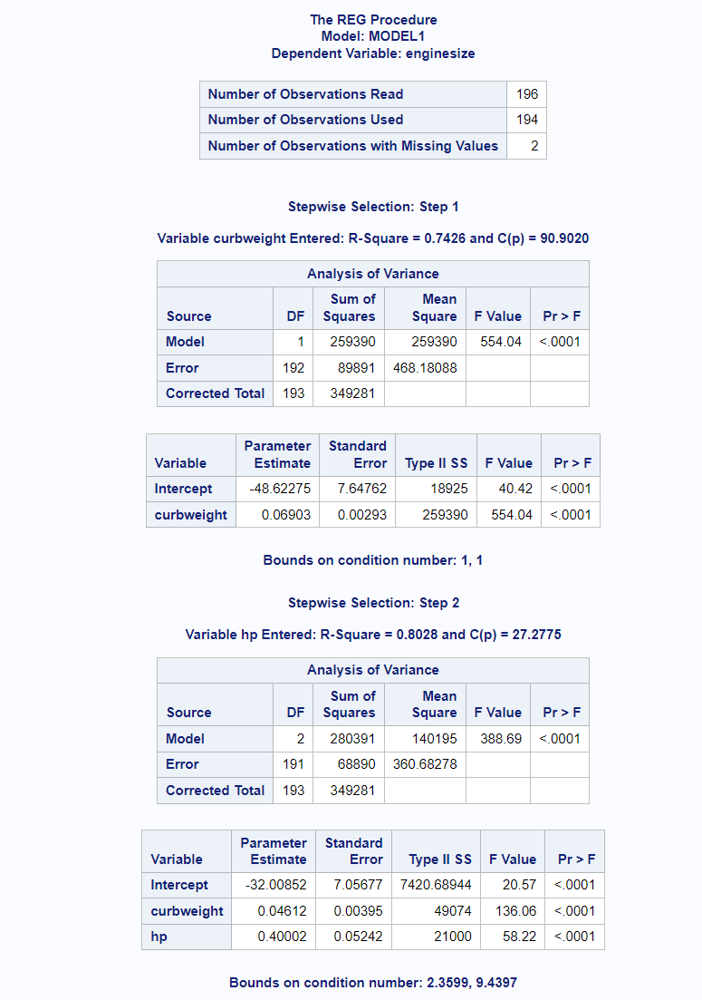 The REG Procedure
Model: MODEL1
Dependent Variable: enginesize
Number of Observations Read 196
Number of Observations Used 194
Number of Observations with Missing Values 2
Stepwise Selection: Step 1
Variable curbweight Entered: R-Square = 0.7426 and C(p) = 90.9020
Analysis of Variance
Source DF Sum of Squares Mean Square F Value Pr > F
Model 1 259390 259390 554.04 <.0001
Error 192 89891 468.18088
Corrected Total 193 349281
Variable Parameter Estimate Standard Error Type II SS F Value Pr > F
Intercept -48.62275 7.64762 18925 40.42 <.0001
curbweight 0.06903 0.00293 259390 554.04 <.0001
Bounds on condition number: 1, 1
Stepwise Selection: Step 2
Variable hp Entered: R-Square = 0.8028 and C(p) = 27.2775
Analysis of Variance
Source DF Sum of Squares Mean Square F Value Pr > F
Model 2 280391 140195 388.69 <.0001
Error 191 68890 360.68278
Corrected Total 193 349281
Variable Parameter Estimate Standard Error Type II SS F Value Pr > F
Intercept -32.00852 7.05677 7420.68944 20.57 <.0001
curbweight 0.04612 0.00395 49074 136.06 <.0001
hp 0.40002 0.05242 21000 58.22 <.0001
Bounds on condition number: 2.3599, 9.4397